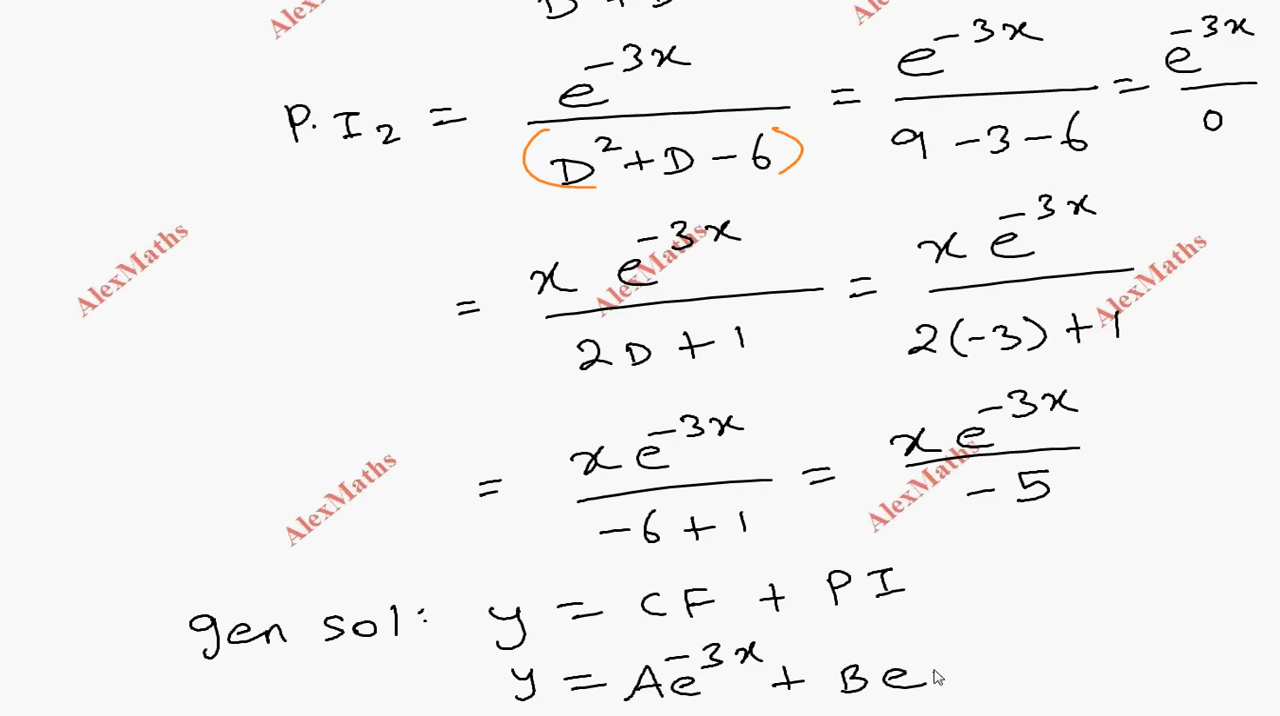 AlexMaths AlexMaths
P.I₂ = e^{-3x} / (D² + D - 6) = e^{-3x} / 9 - 3 - 6 = e^{-3x} / 0
AlexMaths AlexMaths AlexMaths
= x e^{-3x} / 2D + 1 = x e^{-3x} / 2(-3) + 1
AlexMaths AlexMaths
= x e^{-3x} / -6 + 1 = x e^{-3x} / -5
gen sol: y = CF + PI
y = Ae^{-3x} + Be